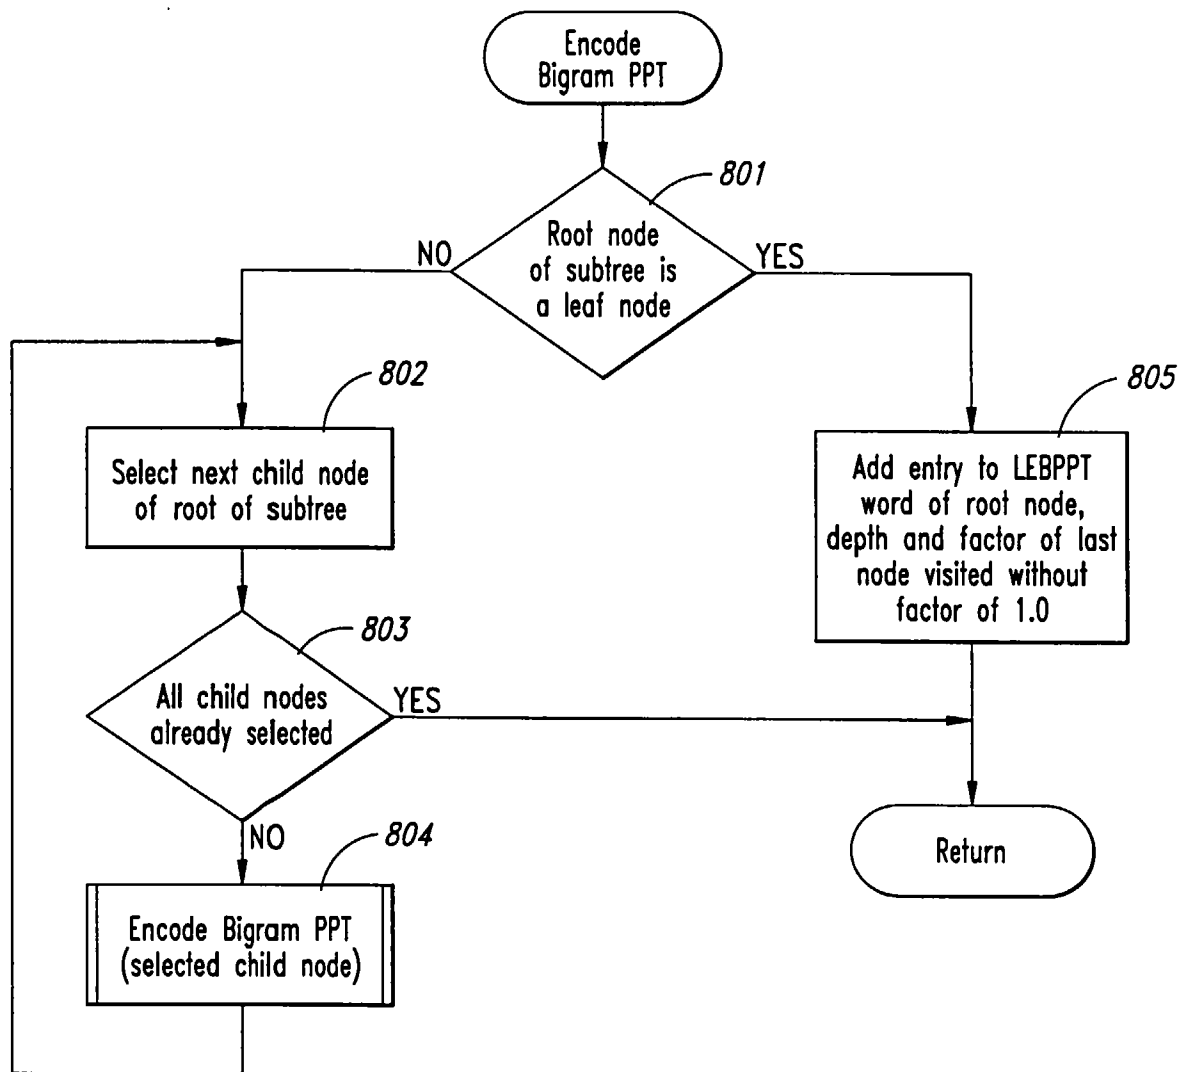 Encode
Bigram PPT
801
Root node
of subtree is
a leaf node
NO
YES
802
Select next child node
of root of subtree
805
Add entry to LEBPPT
word of root node,
depth and factor of last
node visited without
factor of 1.0
803
All child nodes
already selected
YES
NO
804
Encode Bigram PPT
(selected child node)
Return